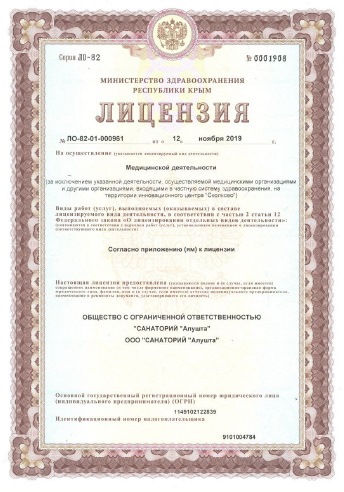 Серия ЛО-82
№ 0001908
МИНИСТЕРСТВО ЗДРАВООХРАНЕНИЯ
РЕСПУБЛИКИ КРЫМ
ЛИЦЕНЗИЯ
№ ЛО-82-01-000961 от « 12 » ноября 2019 г.
На осуществление (указывается лицензируемый вид деятельности)
Медицинской деятельности
(за исключением указанной деятельности, осуществляемой медицинскими организациями
и другими организациями, входящими в частную систему здравоохранения, на
территории инновационного центра "Сколково")
Виды работ (услуг), выполняемых (оказываемых) в составе
лицензируемого вида деятельности, в соответствии с частью 2 статьи 12
Федерального закона «О лицензировании отдельных видов деятельности»:
Согласно приложению (ям) к лицензии
Настоящая лицензия предоставлена
ОБЩЕСТВО С ОГРАНИЧЕННОЙ ОТВЕТСТВЕННОСТЬЮ
"САНАТОРИЙ "Алушта"
ООО "САНАТОРИЙ "Алушта"
Основной государственный регистрационный номер юридического лица
(индивидуального предпринимателя) (ОГРН)
1149102122839
Идентификационный номер налогоплательщика
9101004784